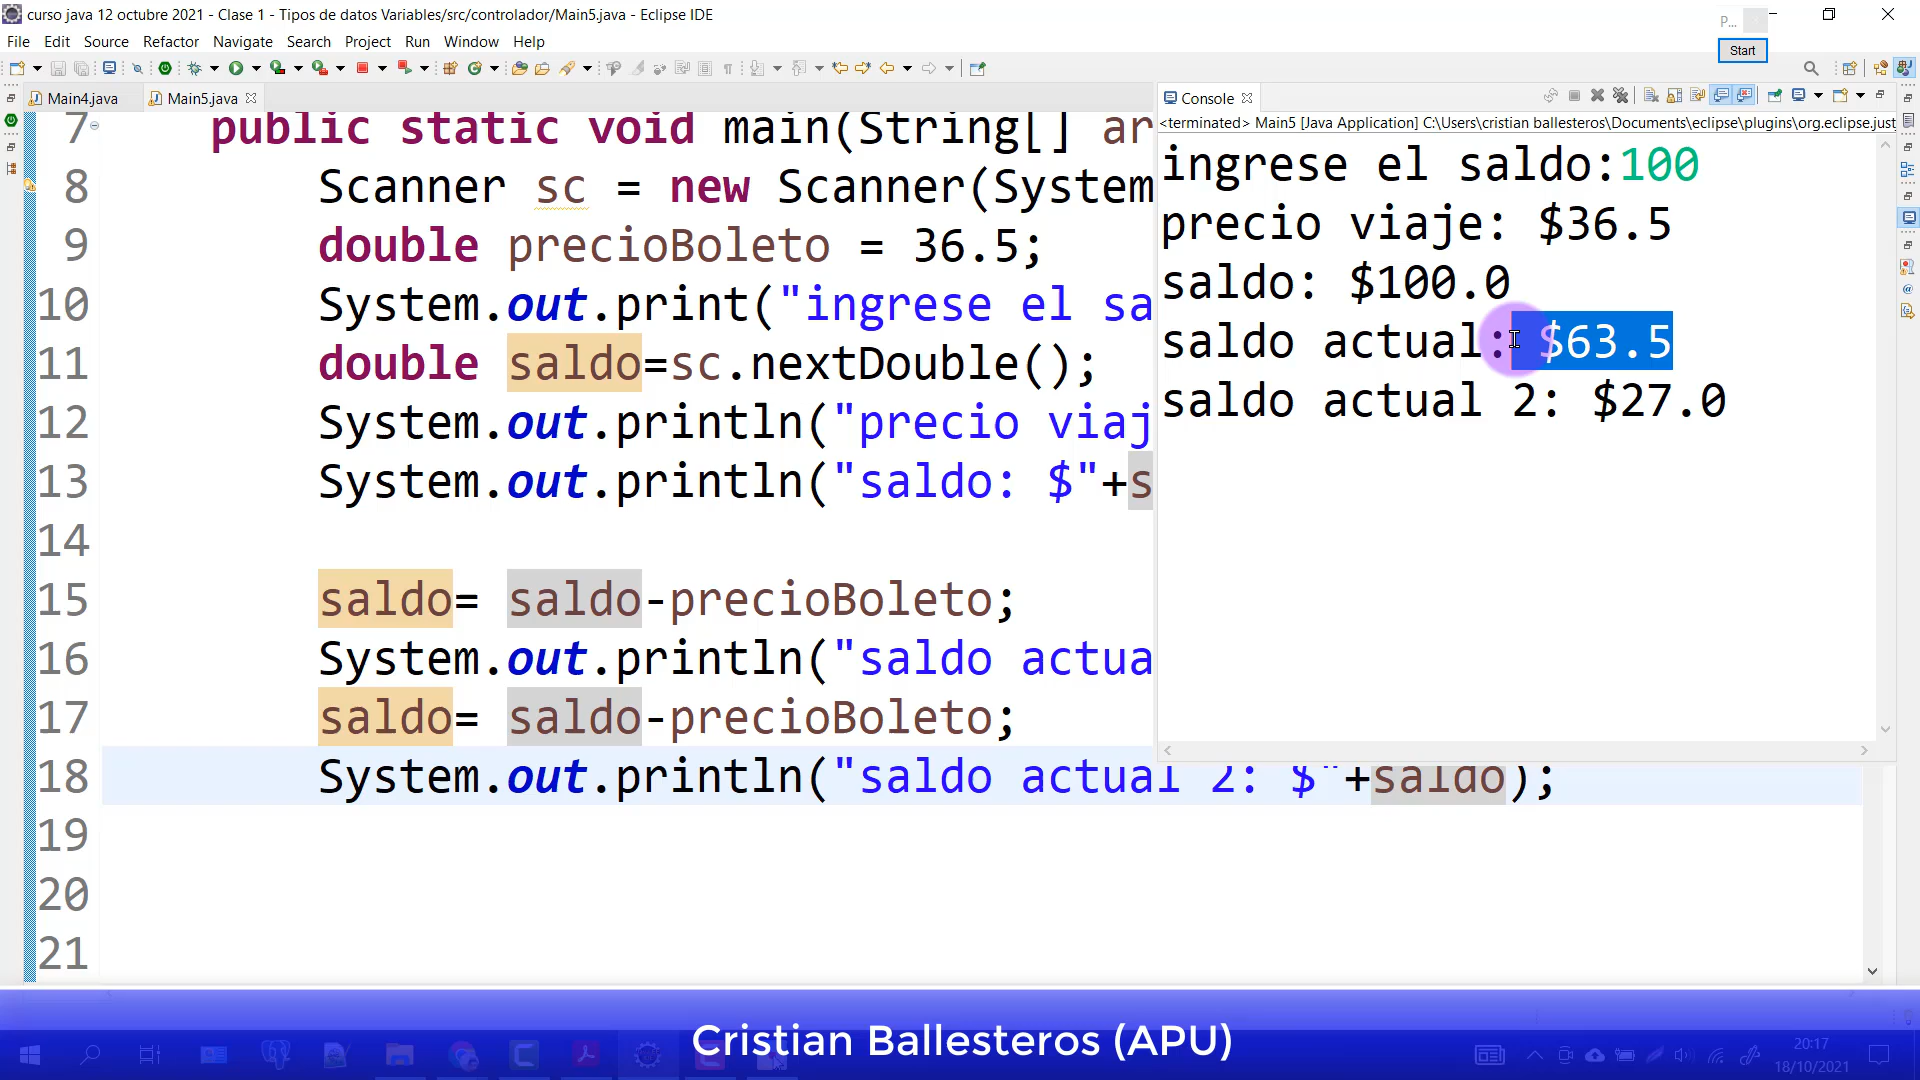 curso java 12 octubre 2021 - Clase 1 - Tipos de datos Variables/src/controlador/Main5.java - Eclipse IDE
P...
File Edit Source Refactor Navigate Search Project Run Window Help
Start
Main4.java Main5.java
7 public static void main(String[] ar
8 Scanner sc = new Scanner(System
9 double precioBoleto = 36.5;
10 System.out.print("ingrese el sa
11 double saldo=sc.nextDouble();
12 System.out.println("precio viaj
13 System.out.println("saldo: $"+s
14
15 saldo= saldo-precioBoleto;
16 System.out.println("saldo actua
17 saldo= saldo-precioBoleto;
18 System.out.println("saldo actual 2: $"+saldo);
19
20
21
Console
<terminated> Main5 [Java Application] C:\Users\cristian ballesteros\Documents\eclipse\plugins\org.eclipse.just
ingrese el saldo:100
precio viaje: $36.5
saldo: $100.0
saldo actual: $63.5
saldo actual 2: $27.0
Cristian Ballesteros (APU)
20:17
18/10/2021